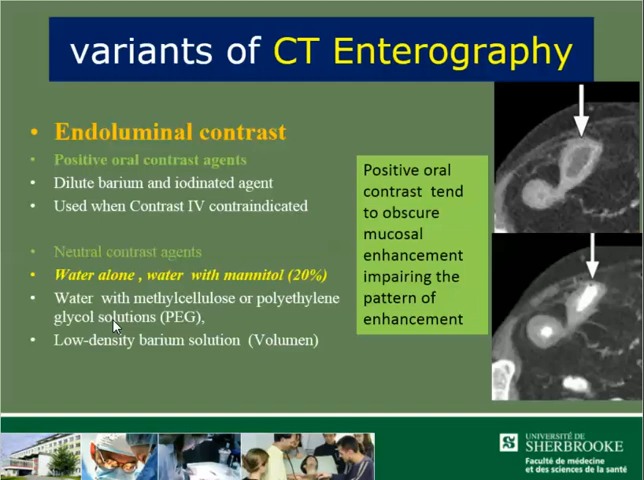 variants of CT Enterography
• Endoluminal contrast
• Positive oral contrast agents
• Dilute barium and iodinated agent
• Used when Contrast IV contraindicated
• Neutral contrast agents
• Water alone , water with mannitol (20%)
• Water with methylcellulose or polyethylene
glycol solutions (PEG),
• Low-density barium solution (Volumen)
Positive oral
contrast tend
to obscure
mucosal
enhancement
impairing the
pattern of
enhancement
S
UNIVERSITÉ DE
SHERBROOKE
Faculté de médecine
et des sciences de la santé